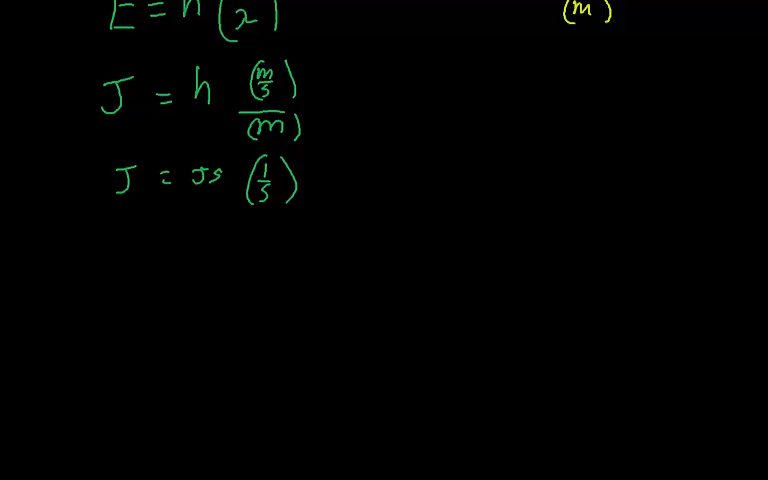 E = h (λ) (m)
J = h (m/s)/(m)
J = Js (1/s)